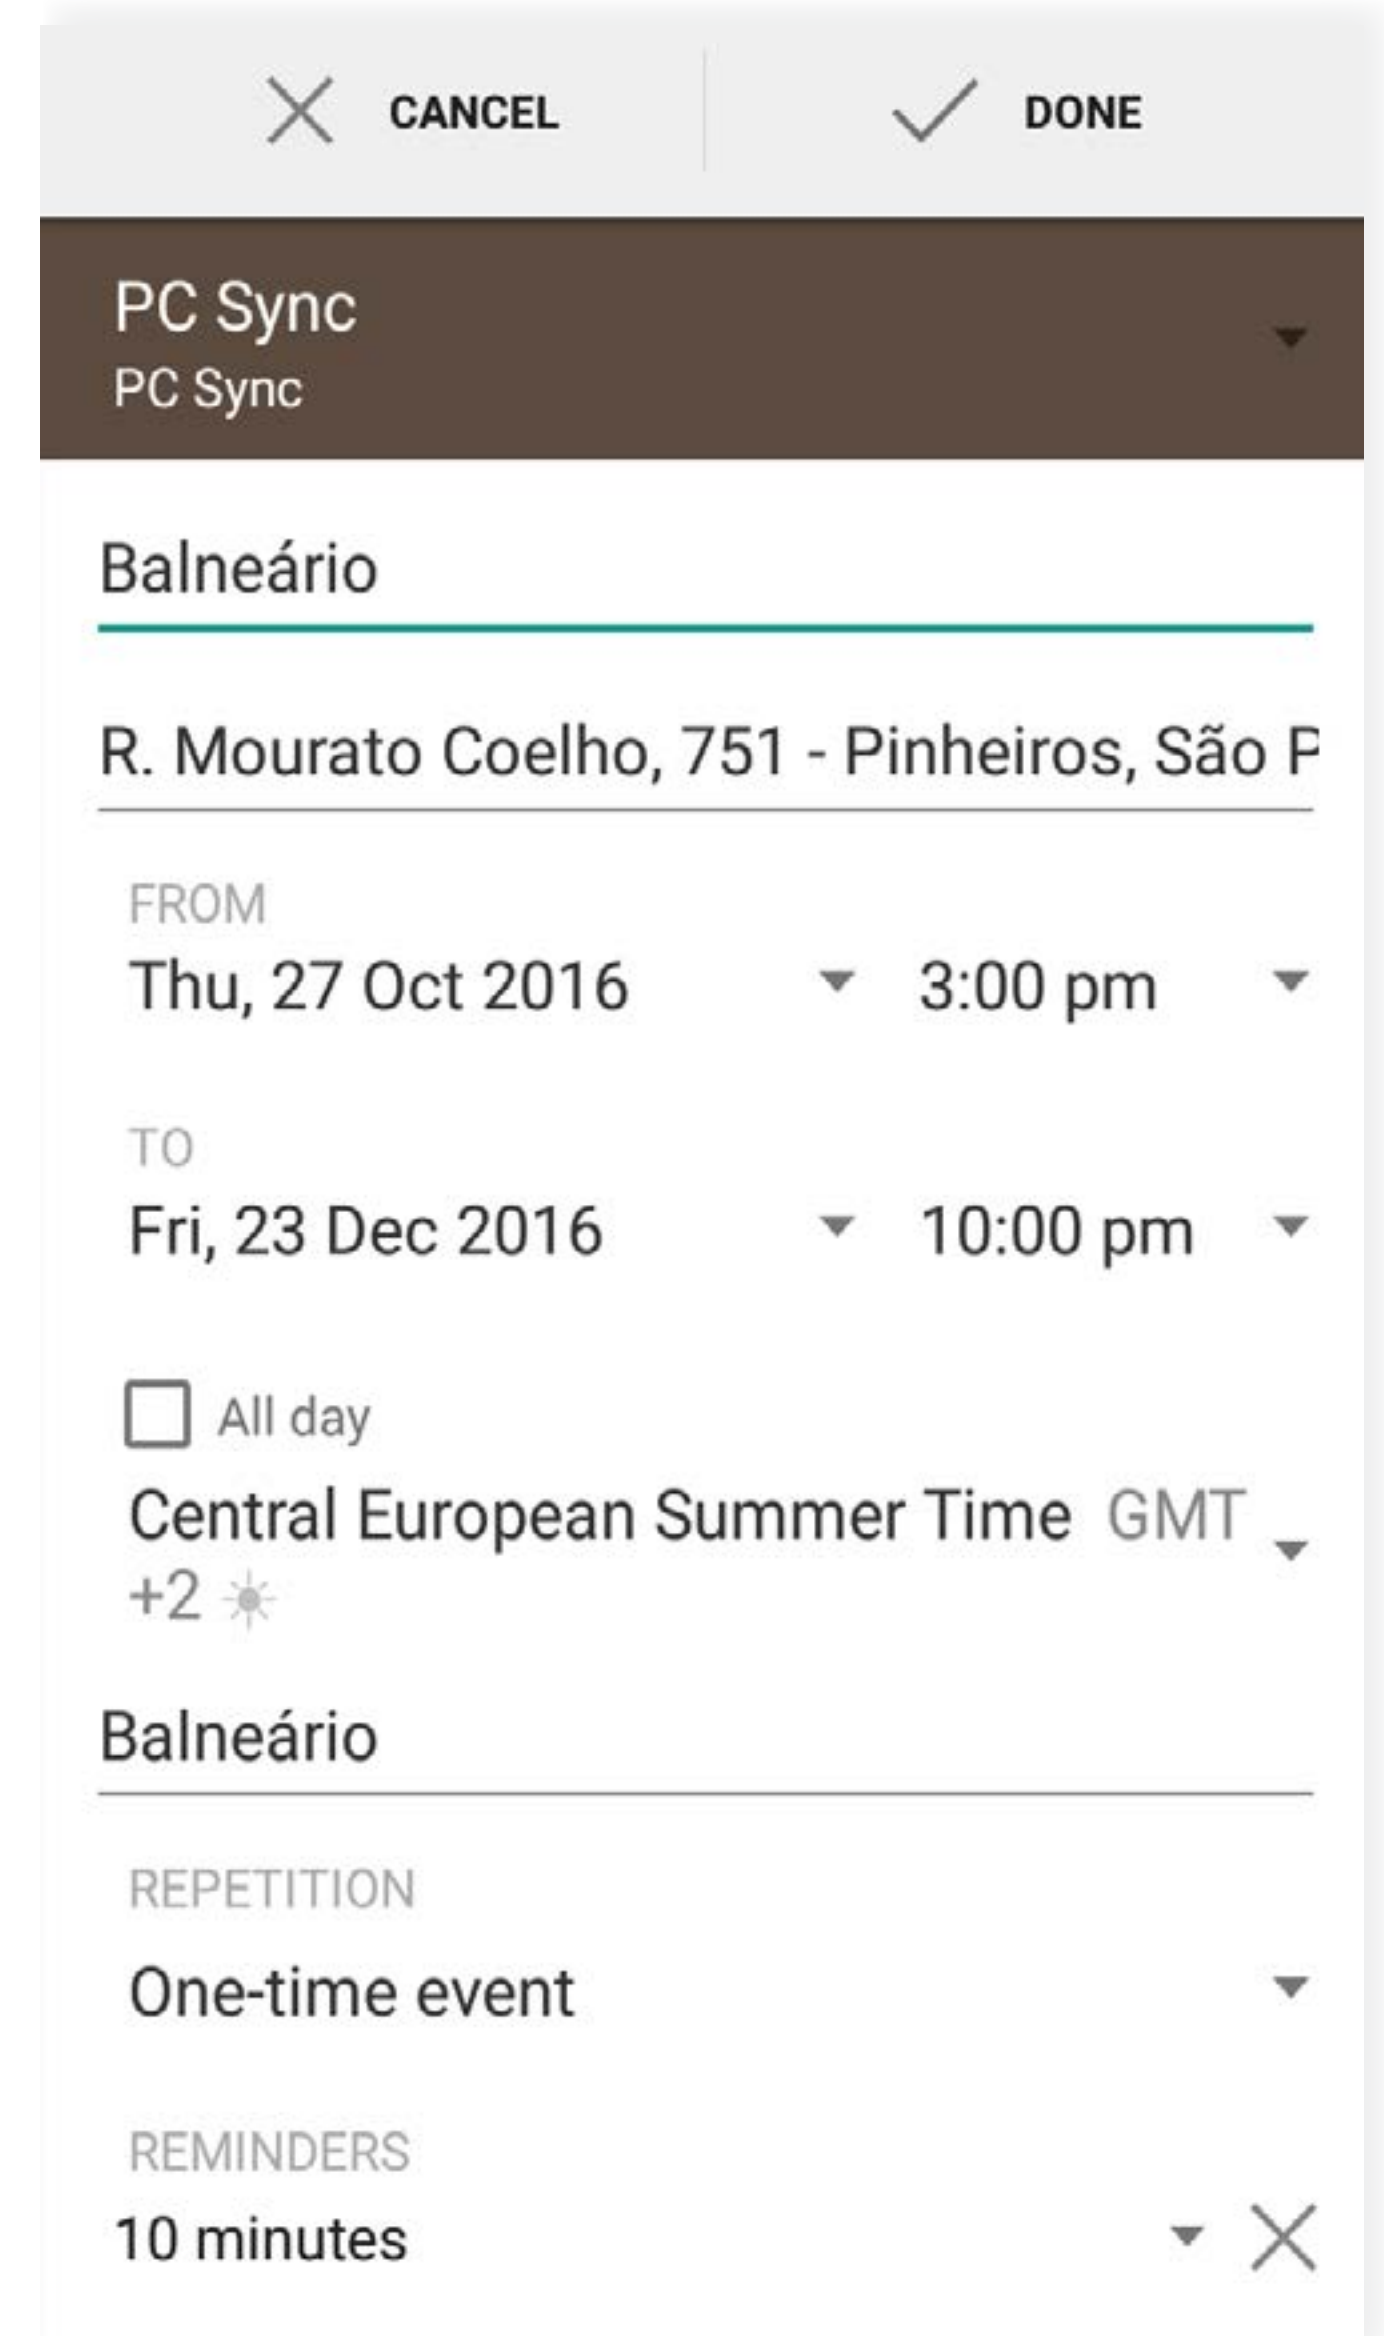 CANCEL DONE
PC Sync
PC Sync
Balneário
R. Mourato Coelho, 751 - Pinheiros, São P
FROM
Thu, 27 Oct 2016 3:00 pm
TO
Fri, 23 Dec 2016 10:00 pm
All day
Central European Summer Time GMT
+2
Balneário
REPETITION
One-time event
REMINDERS
10 minutes